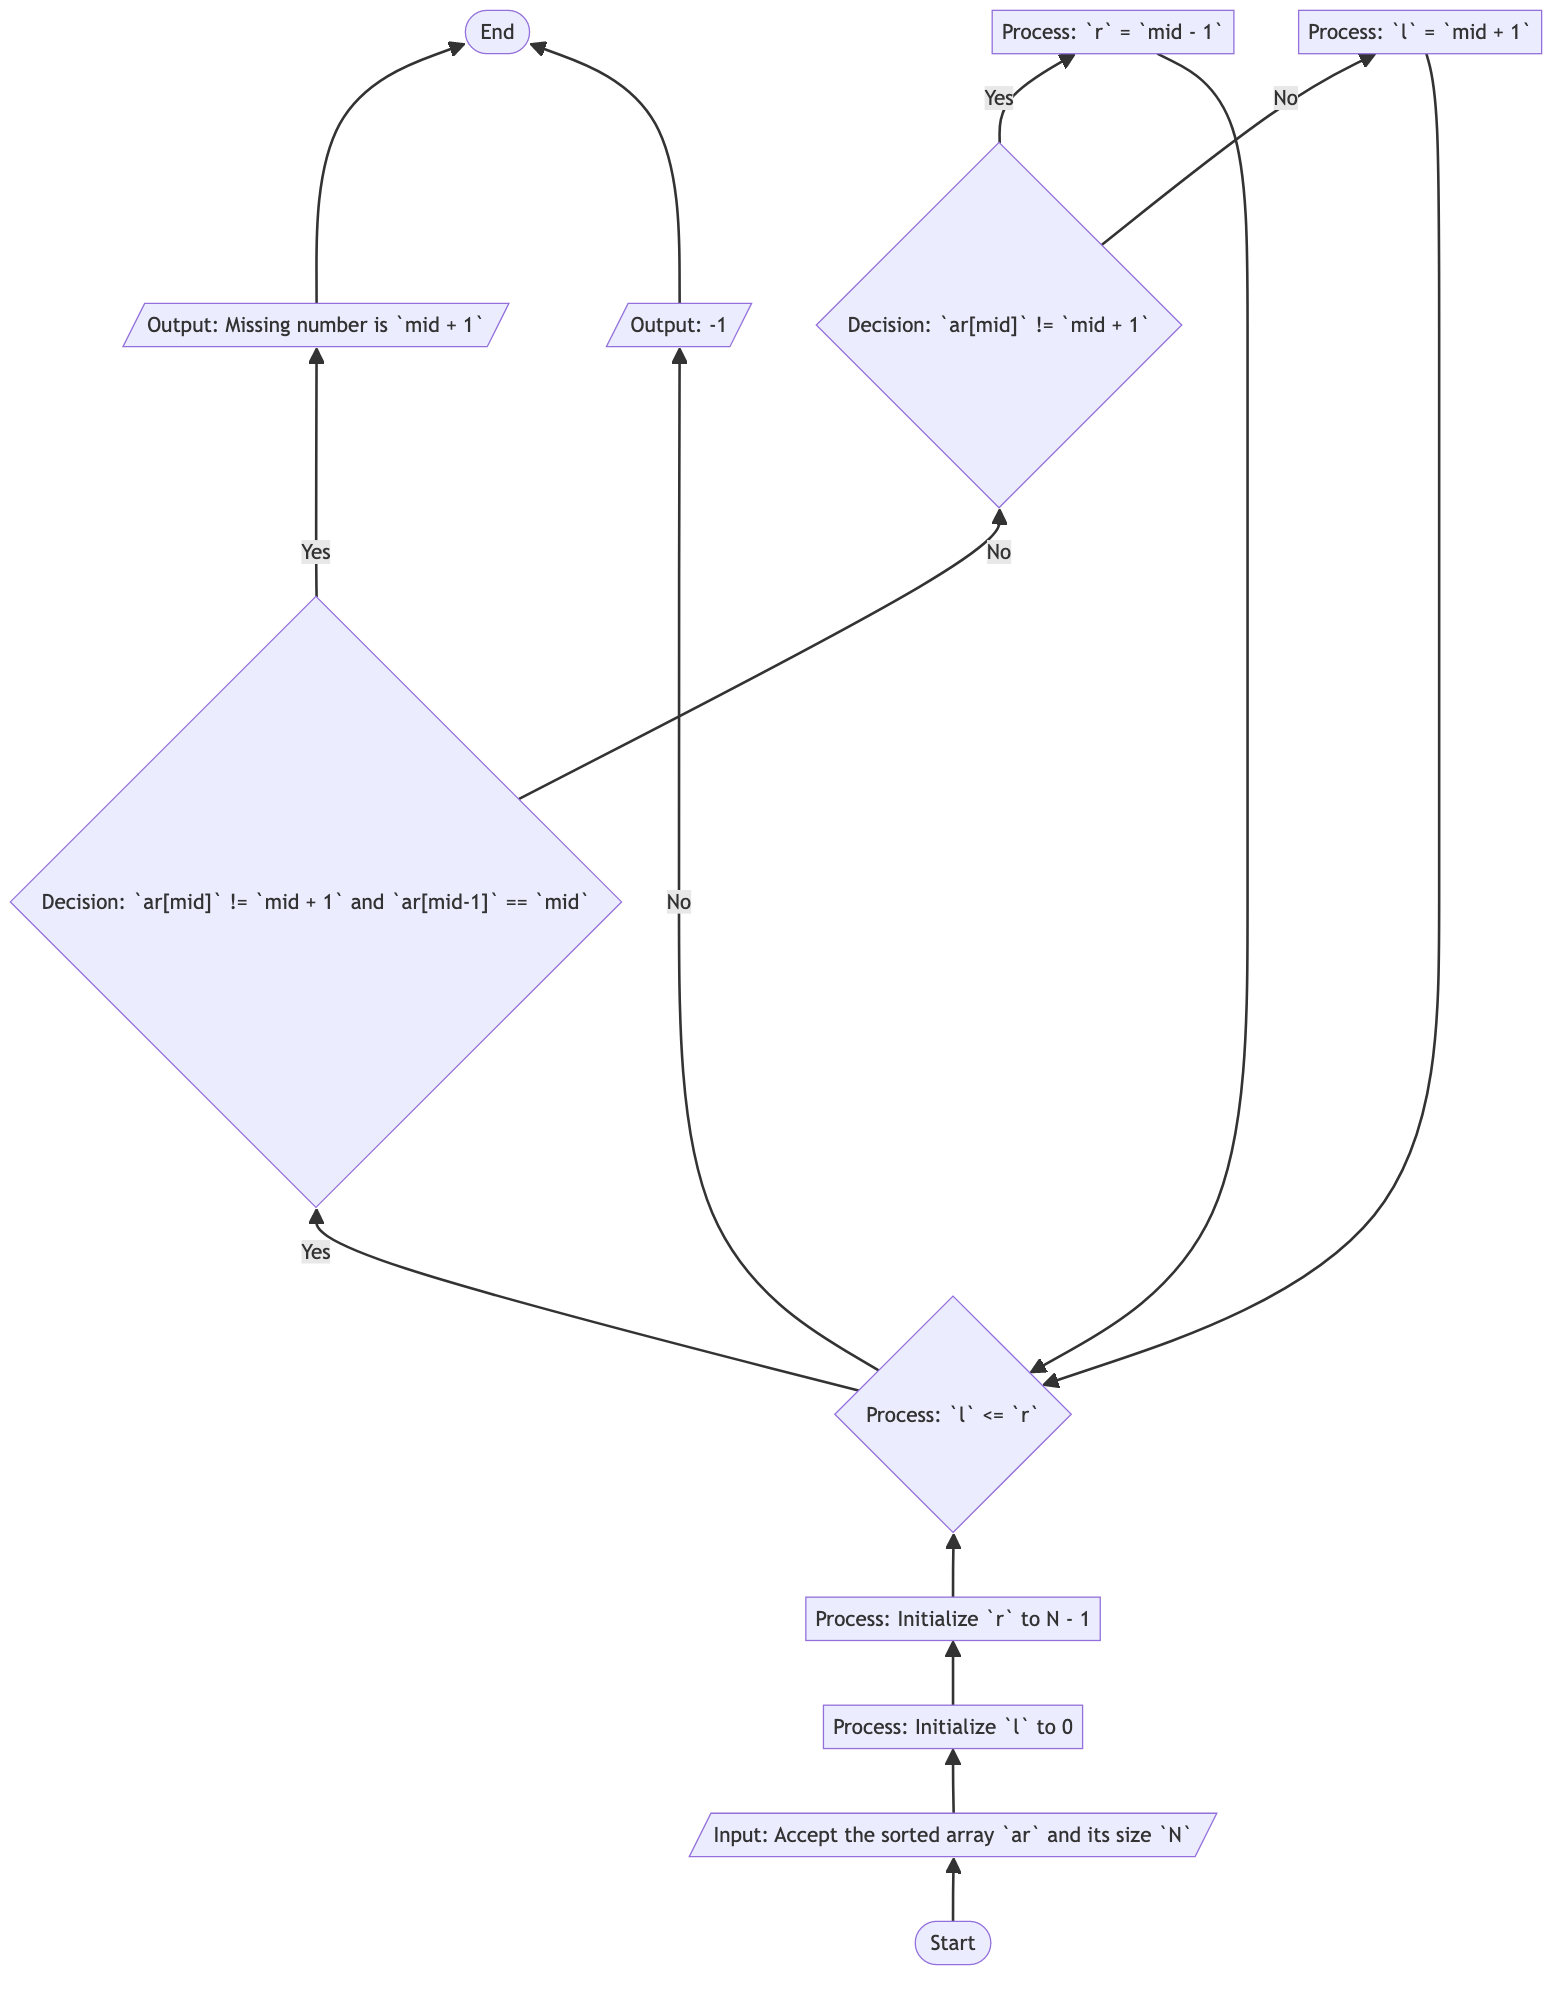 End
Process: `r` = `mid - 1`
Process: `l` = `mid + 1`
Yes
No
Output: Missing number is `mid + 1`
Output: -1
Decision: `ar[mid]` != `mid + 1`
Yes
No
Decision: `ar[mid]` != `mid + 1` and `ar[mid-1]` == `mid`
No
Yes
Process: `l` <= `r`
Process: Initialize `r` to N - 1
Process: Initialize `l` to 0
Input: Accept the sorted array `ar` and its size `N`
Start